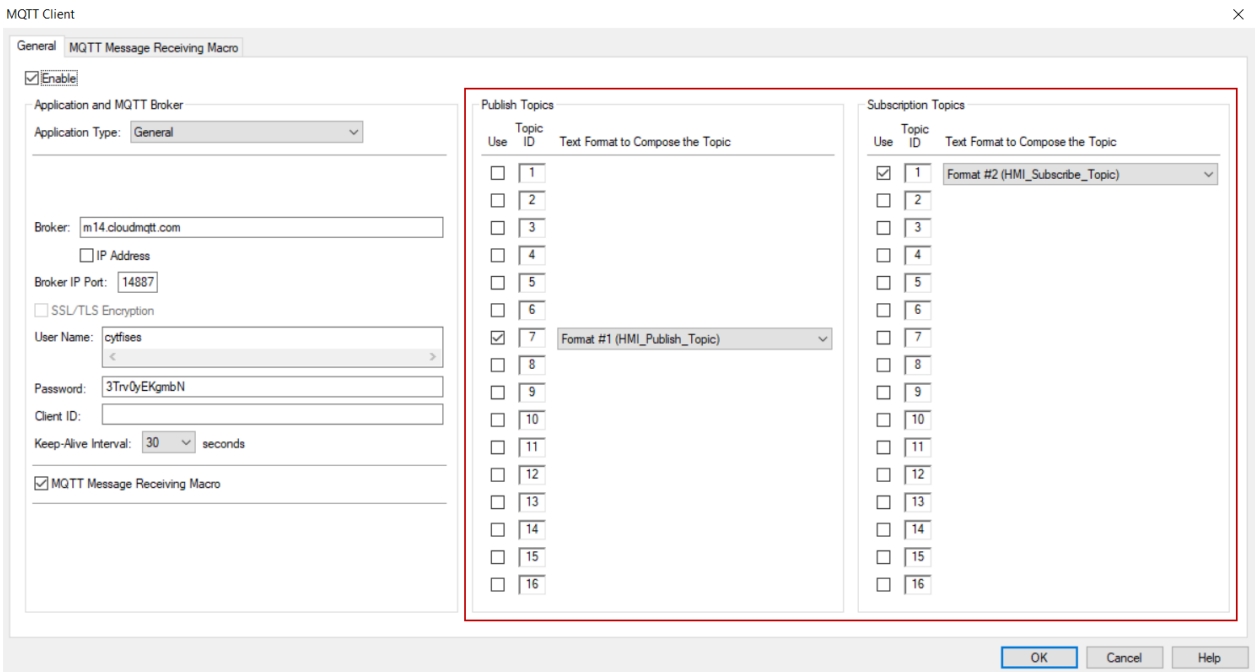 MQTT Client
General
MQTT Message Receiving Macro
Enable
Application and MQTT Broker
Application Type: General
Broker: m14.cloudmqtt.com
IP Address
Broker IP Port: 14887
SSL/TLS Encryption
User Name: cytfises
Password: 3Trv0yEKgmbN
Client ID:
Keep-Alive Interval: 30 seconds
MQTT Message Receiving Macro
Publish Topics
Use Topic ID Text Format to Compose the Topic
1
2
3
4
5
6
7 Format #1 (HMI_Publish_Topic)
8
9
10
11
12
13
14
15
16
Subscription Topics
Use Topic ID Text Format to Compose the Topic
1 Format #2 (HMI_Subscribe_Topic)
2
3
4
5
6
7
8
9
10
11
12
13
14
15
16
OK Cancel Help